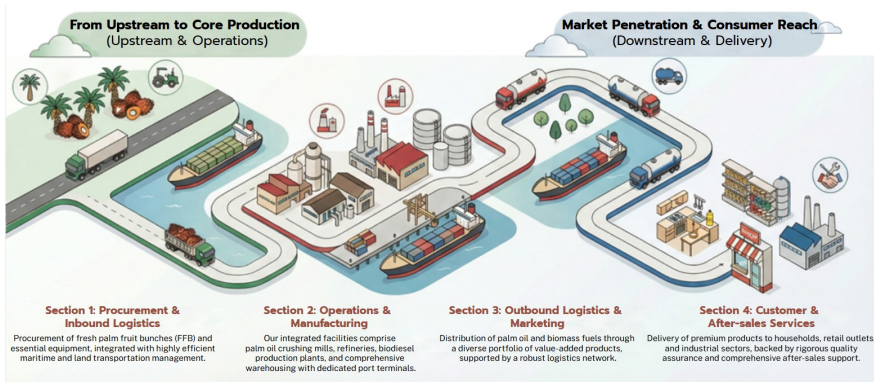 From Upstream to Core Production
(Upstream & Operations)
Market Penetration & Consumer Reach
(Downstream & Delivery)
Section 1: Procurement &
Inbound Logistics
Procurement of fresh palm fruit bunches (FFB) and
essential equipment, integrated with highly efficient
maritime and land transportation management.
Section 2: Operations &
Manufacturing
Our integrated facilities comprise
palm oil crushing mills, refineries, biodiesel
production plants, and comprehensive
warehousing with dedicated port terminals.
Section 3: Outbound Logistics &
Marketing
Distribution of palm oil and biomass fuels through
a diverse portfolio of value-added products,
supported by a robust logistics network.
Section 4: Customer &
After-sales Services
Delivery of premium products to households, retail outlets
and industrial sectors, backed by rigorous quality
assurance and comprehensive after-sales support.